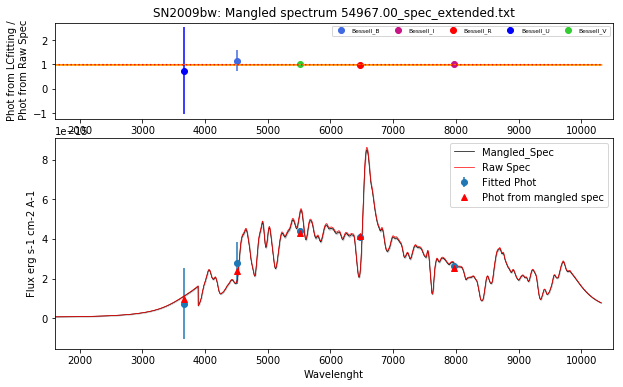 SN2009bw: Mangled spectrum 54967.00_spec_extended.txt
Phot from LCfitting /
Phot from Raw Spec
2
1
0
−1
Bessell_B
Bessell_I
Bessell_R
Bessell_U
Bessell_V
2000 3000 4000 5000 6000 7000 8000 9000 10000
1e−15
Flux erg s-1 cm-2 A-1
8
6
4
2
0
Mangled_Spec
Raw Spec
Fitted Phot
Phot from mangled spec
2000 3000 4000 5000 6000 7000 8000 9000 10000
Wavelenght